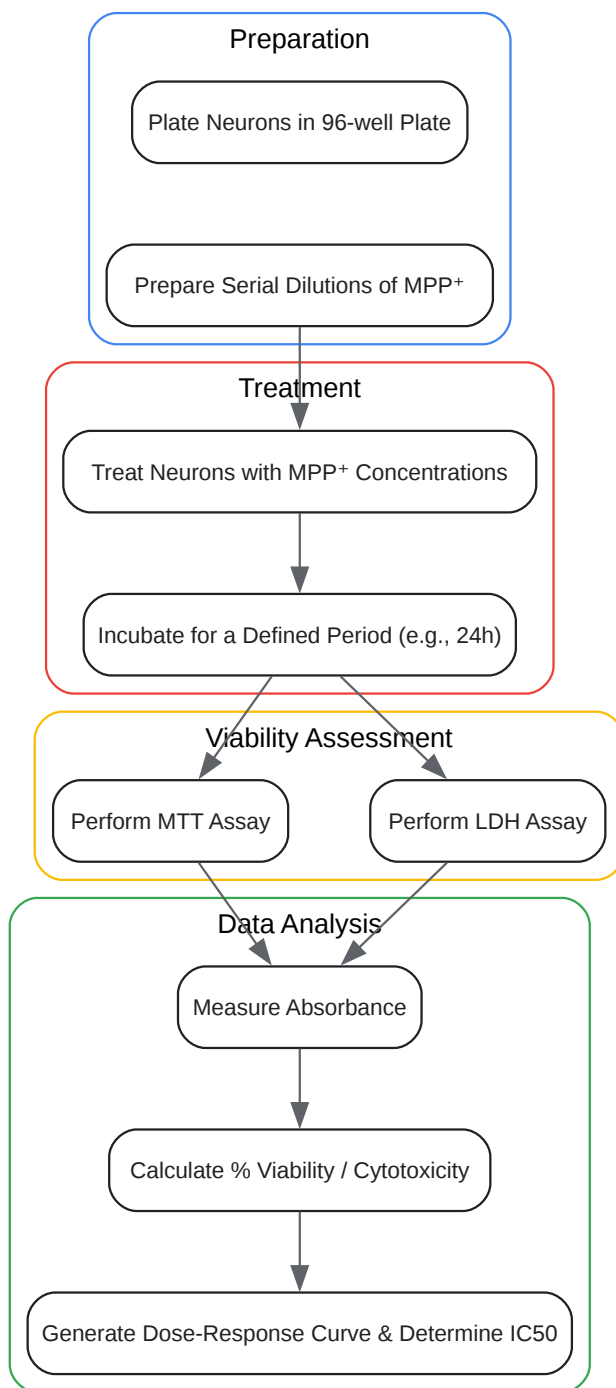 Preparation
Plate Neurons in 96-well Plate
Prepare Serial Dilutions of MPP⁺
Treatment
Treat Neurons with MPP⁺ Concentrations
Incubate for a Defined Period (e.g., 24h)
Viability Assessment
Perform MTT Assay
Perform LDH Assay
Data Analysis
Measure Absorbance
Calculate % Viability / Cytotoxicity
Generate Dose-Response Curve & Determine IC50